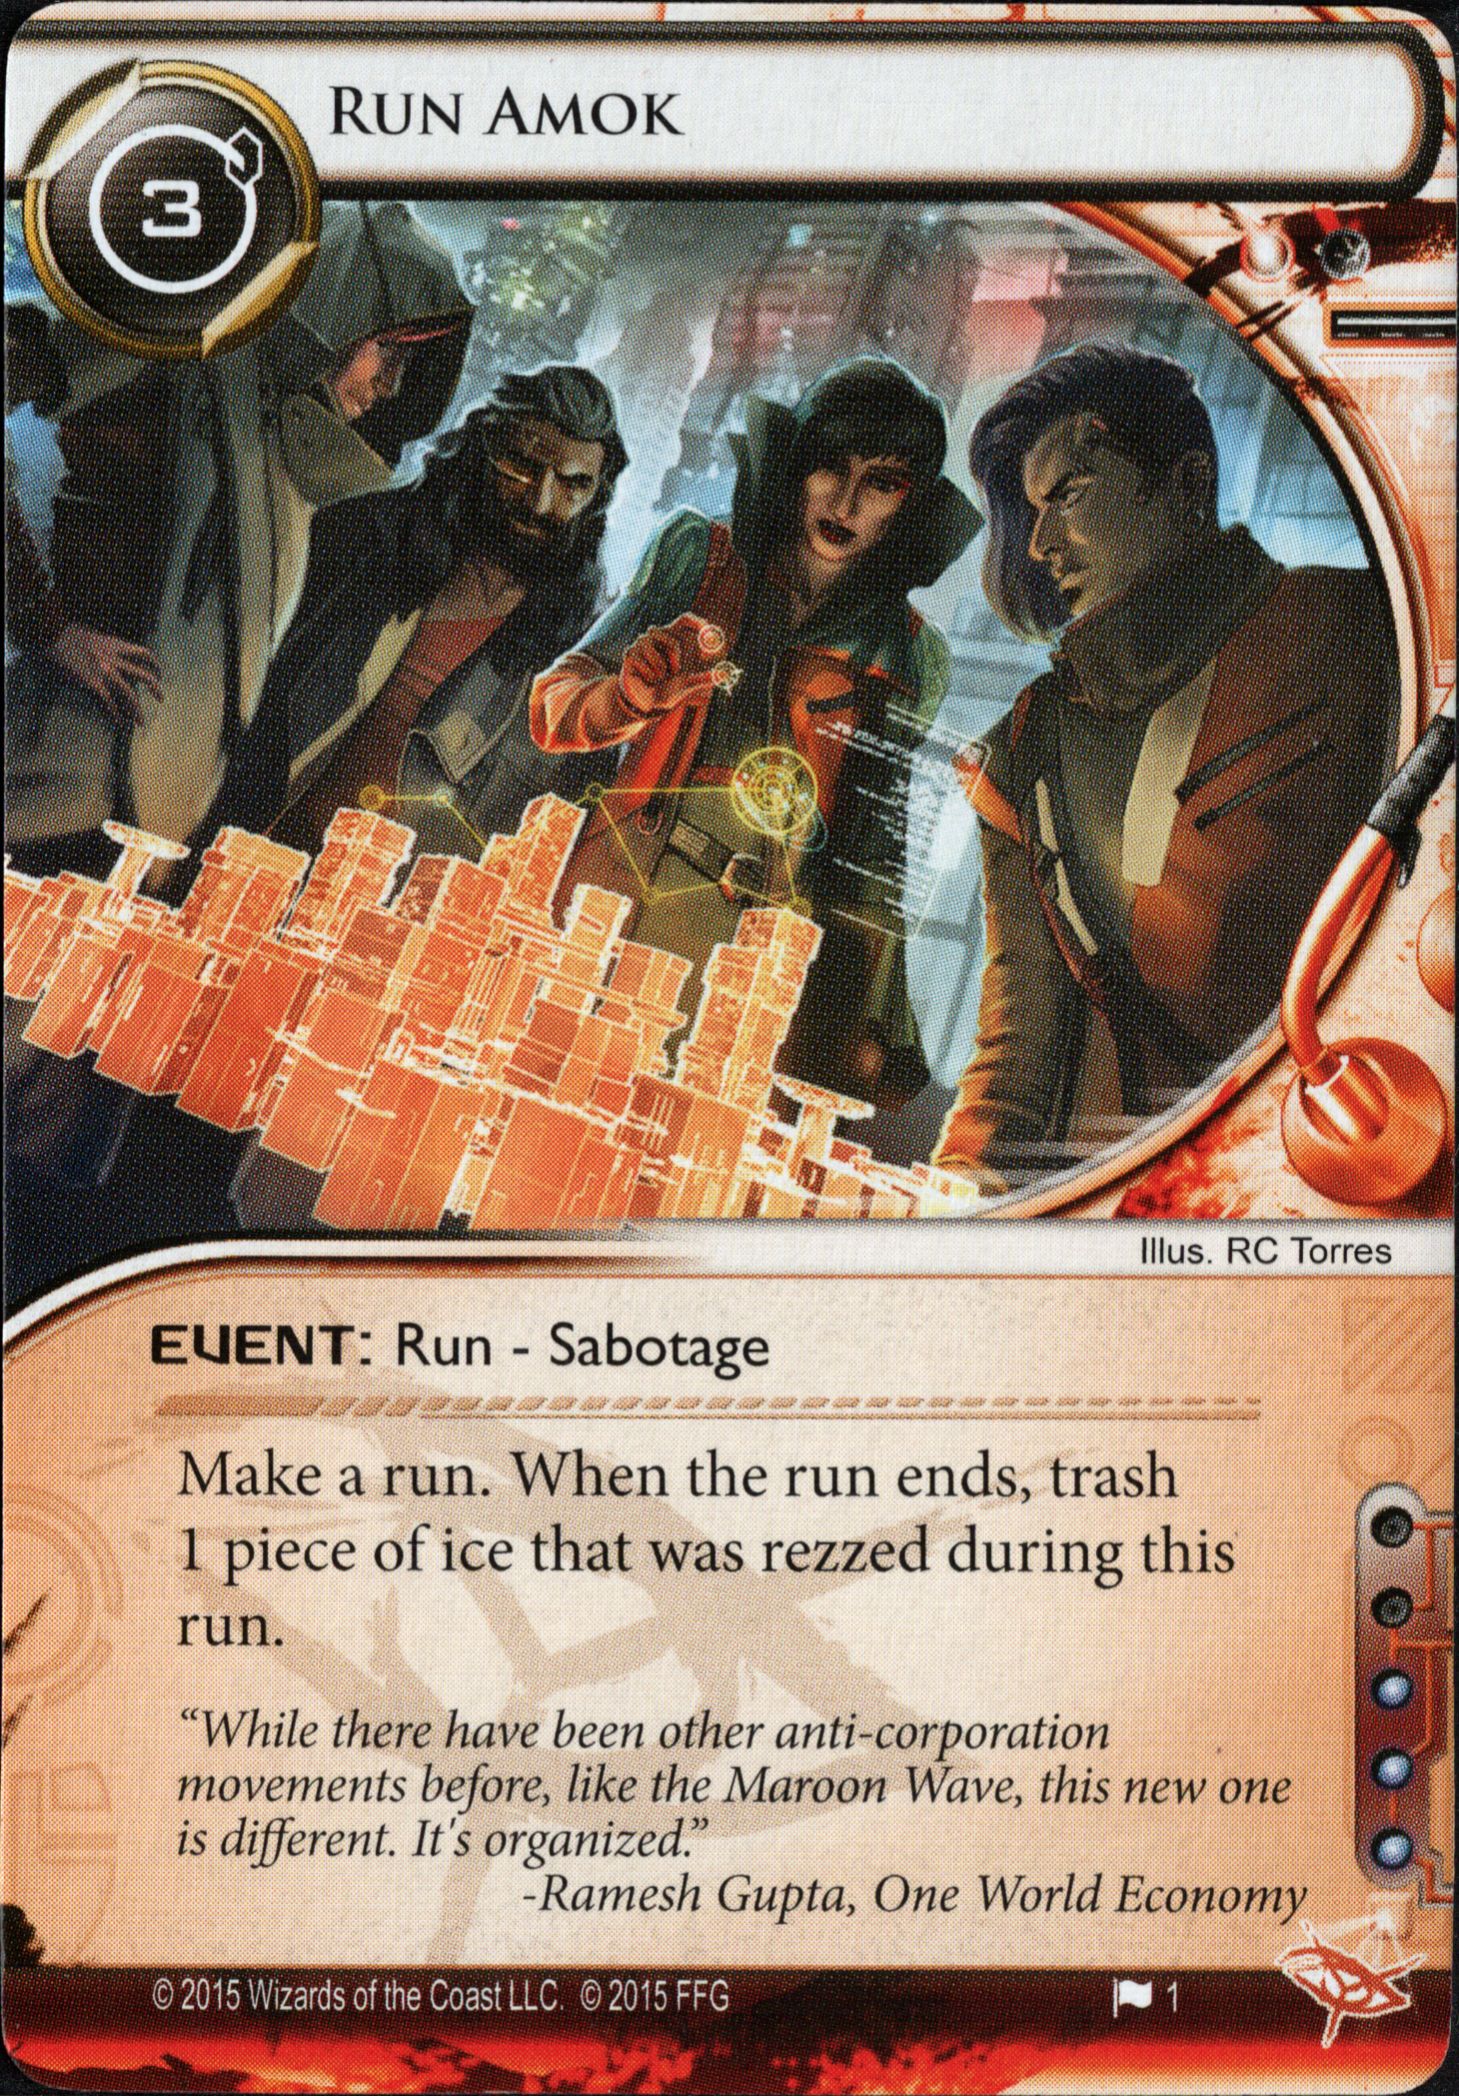 Run Amok
3
Illus. RC Torres
EVENT: Run - Sabotage
Make a run. When the run ends, trash
1 piece of ice that was rezzed during this
run.
“While there have been other anti-corporation
movements before, like the Maroon Wave, this new one
is different. It's organized.”
-Ramesh Gupta, One World Economy
© 2015 Wizards of the Coast LLC. © 2015 FFG
1